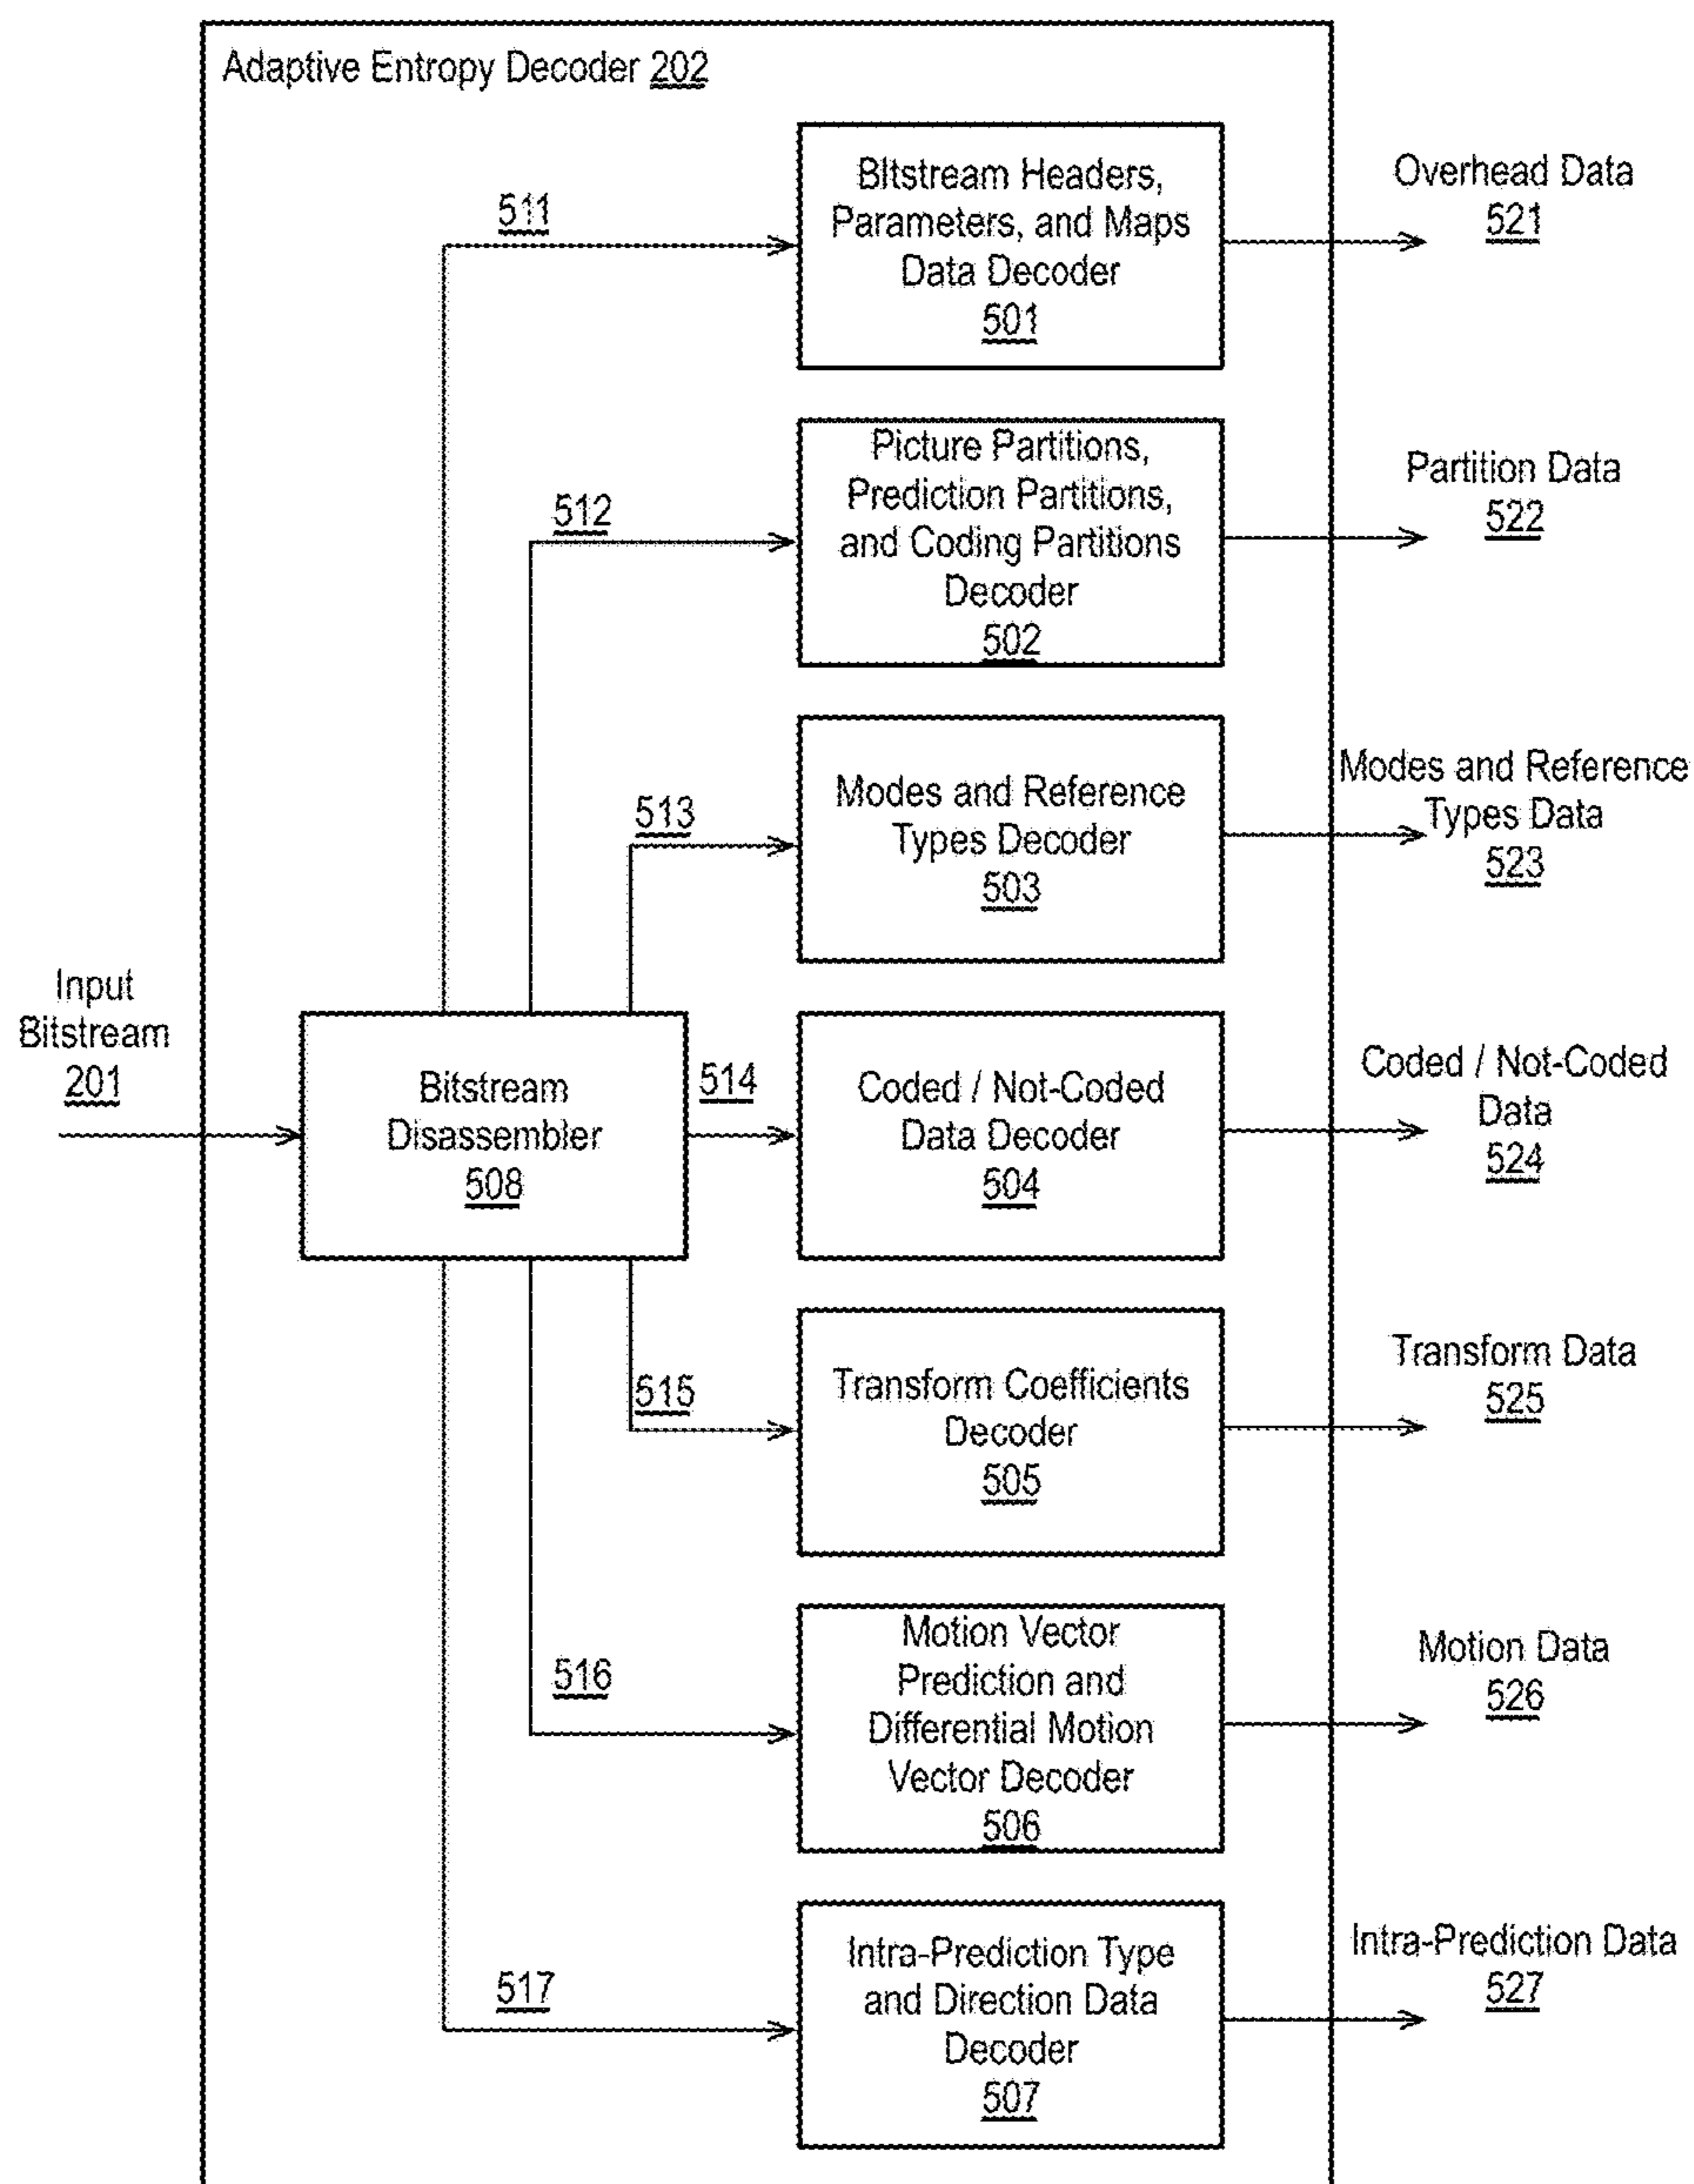 Adaptive Entropy Decoder 202
Bitstream Headers,
Parameters, and Maps
Data Decoder
501
511
Overhead Data
521
Picture Partitions,
Prediction Partitions,
and Coding Partitions
Decoder
502
512
Partition Data
522
Modes and Reference
Types Decoder
503
513
Modes and Reference
Types Data
523
Input
Bitstream
201
Bitstream
Disassembler
508
514
Coded / Not-Coded
Data Decoder
504
Coded / Not-Coded
Data
524
515
Transform Coefficients
Decoder
505
Transform Data
525
516
Motion Vector
Prediction and
Differential Motion
Vector Decoder
506
Motion Data
526
517
Intra-Prediction Type
and Direction Data
Decoder
507
Intra-Prediction Data
527